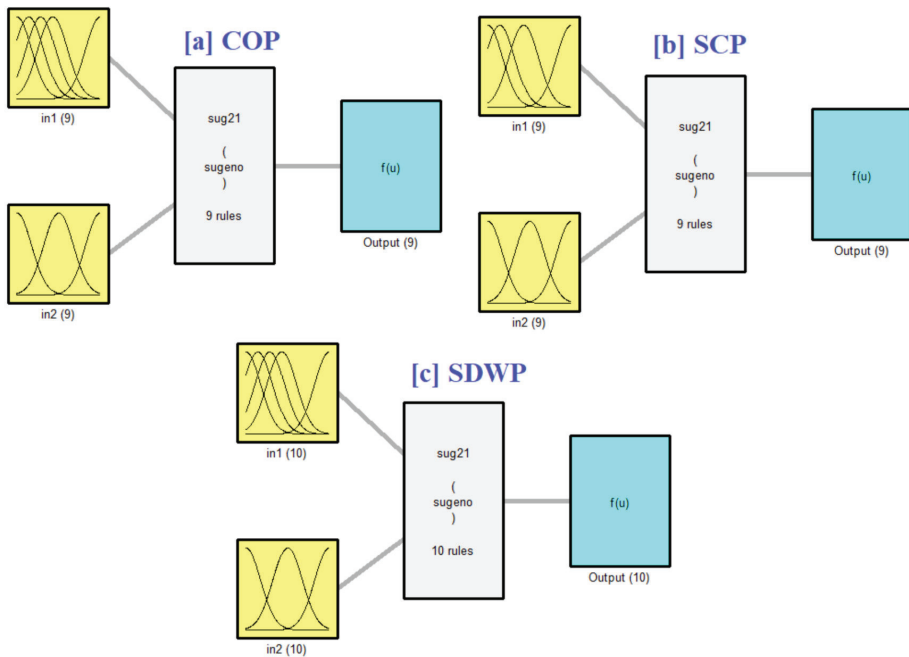 [a] COP
in1 (9)
sug21
(
sugeno
)
9 rules
f(u)
Output (9)
in2 (9)
[b] SCP
in1 (9)
sug21
(
sugeno
)
9 rules
f(u)
Output (9)
in2 (9)
[c] SDWP
in1 (10)
sug21
(
sugeno
)
10 rules
f(u)
Output (10)
in2 (10)